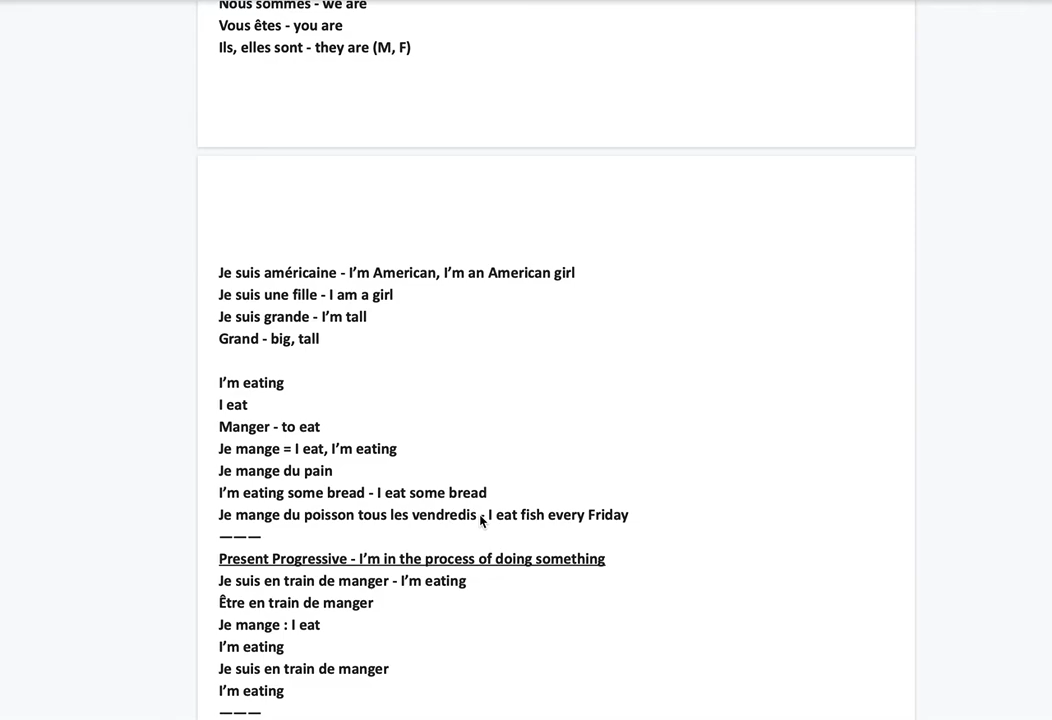 Nous sommes - we are
Vous êtes - you are
Ils, elles sont - they are (M, F)
Je suis américaine - I’m American, I’m an American girl
Je suis une fille - I am a girl
Je suis grande - I’m tall
Grand - big, tall
I’m eating
I eat
Manger - to eat
Je mange = I eat, I’m eating
Je mange du pain
I’m eating some bread - I eat some bread
Je mange du poisson tous les vendredis - I eat fish every Friday
———
Present Progressive - I’m in the process of doing something
Je suis en train de manger - I’m eating
Être en train de manger
Je mange : I eat
I’m eating
Je suis en train de manger
I’m eating
———